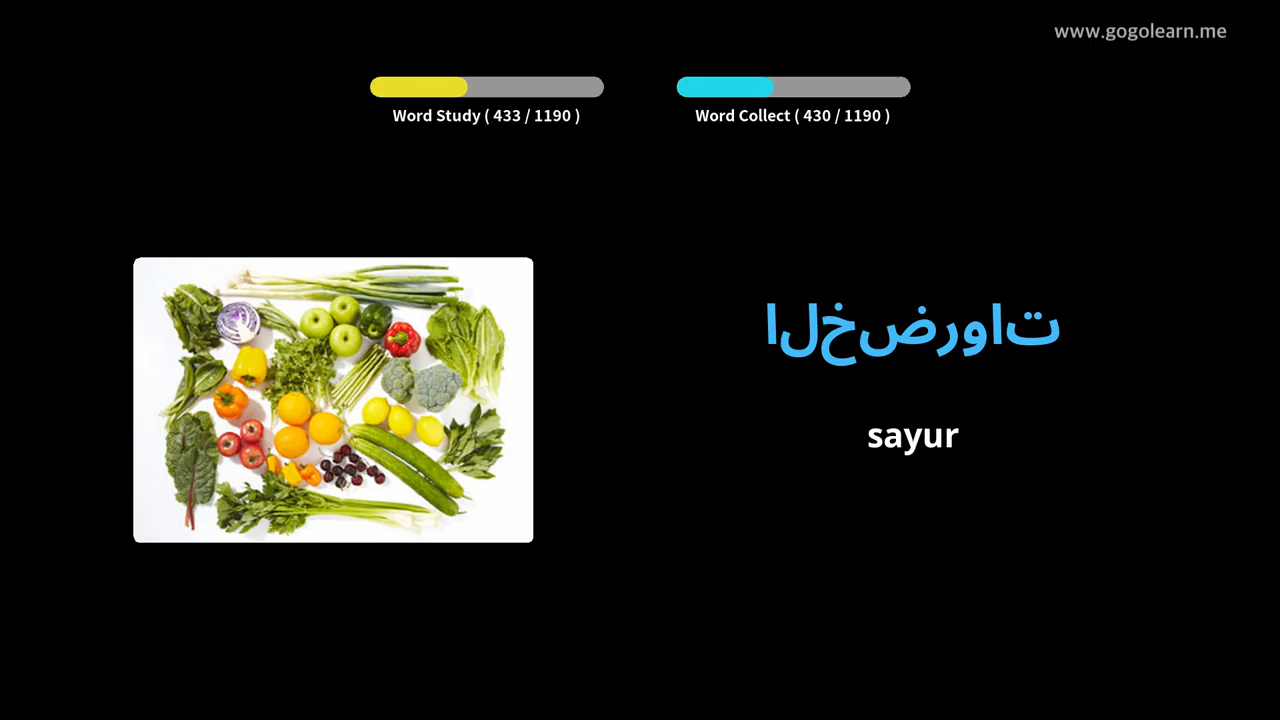 www.gogolearn.me
Word Study ( 433 / 1190 )
Word Collect ( 430 / 1190 )
الخضروات
sayur